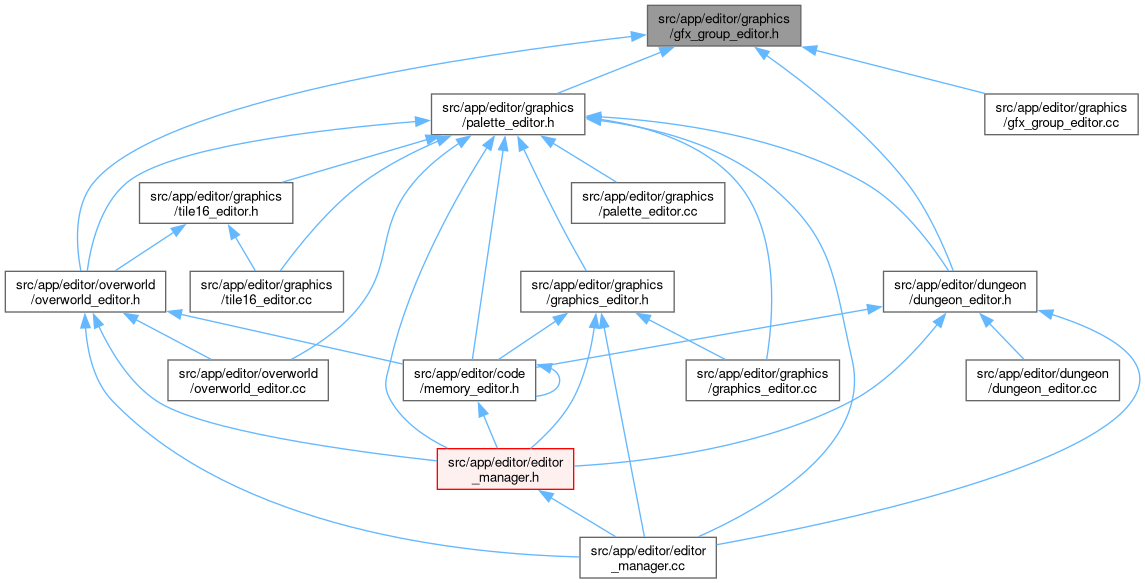 src/app/editor/graphics
/gfx_group_editor.h
src/app/editor/graphics
/palette_editor.h
src/app/editor/graphics
/gfx_group_editor.cc
src/app/editor/graphics
/tile16_editor.h
src/app/editor/graphics
/palette_editor.cc
src/app/editor/overworld
/overworld_editor.h
src/app/editor/graphics
/tile16_editor.cc
src/app/editor/graphics
/graphics_editor.h
src/app/editor/dungeon
/dungeon_editor.h
src/app/editor/overworld
/overworld_editor.cc
src/app/editor/code
/memory_editor.h
src/app/editor/graphics
/graphics_editor.cc
src/app/editor/dungeon
/dungeon_editor.cc
src/app/editor/editor
_manager.h
src/app/editor/editor
_manager.cc